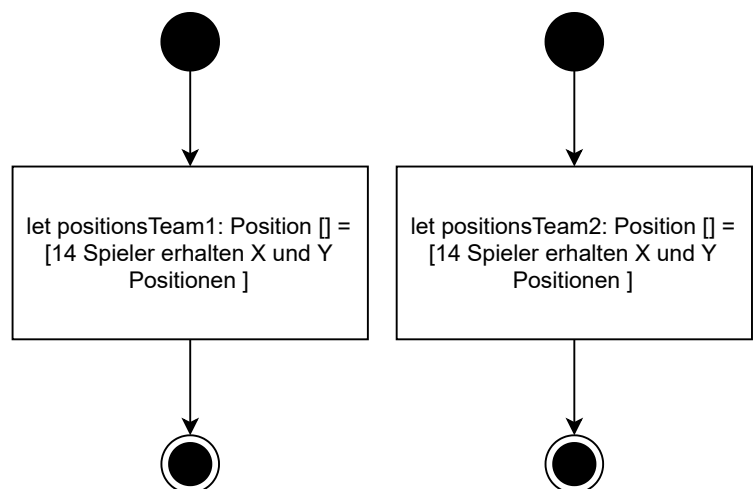 let positionsTeam1: Position [] =
[14 Spieler erhalten X und Y
Positionen ]
let positionsTeam2: Position [] =
[14 Spieler erhalten X und Y
Positionen ]